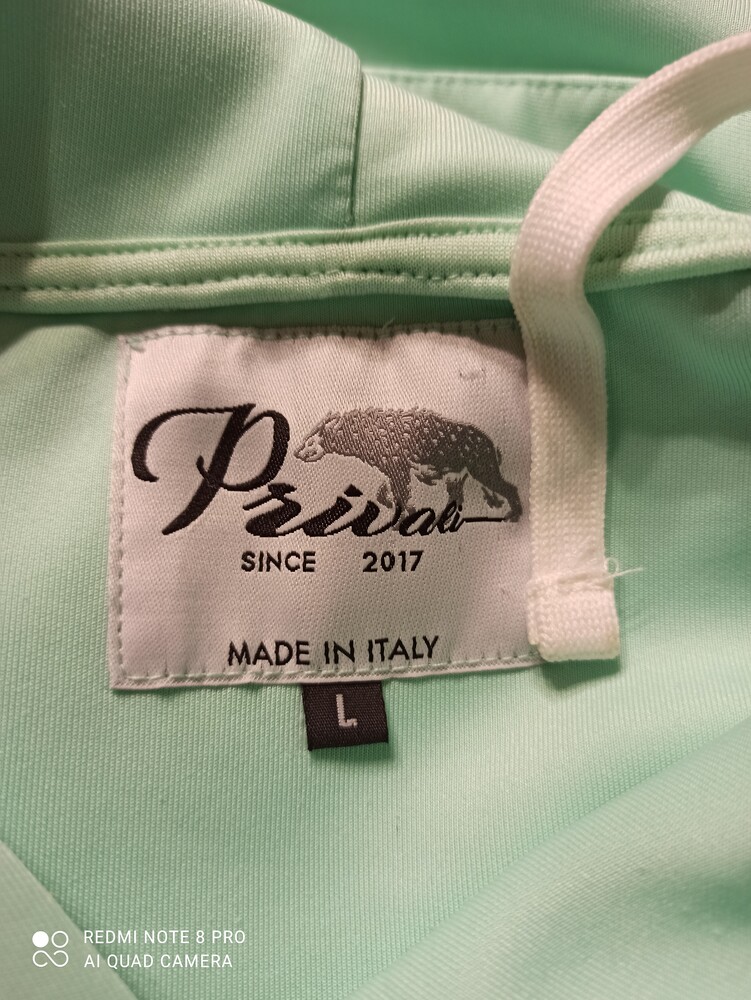 Privali
SINCE 2017
MADE IN ITALY
L
REDMI NOTE 8 PRO
AI QUAD CAMERA